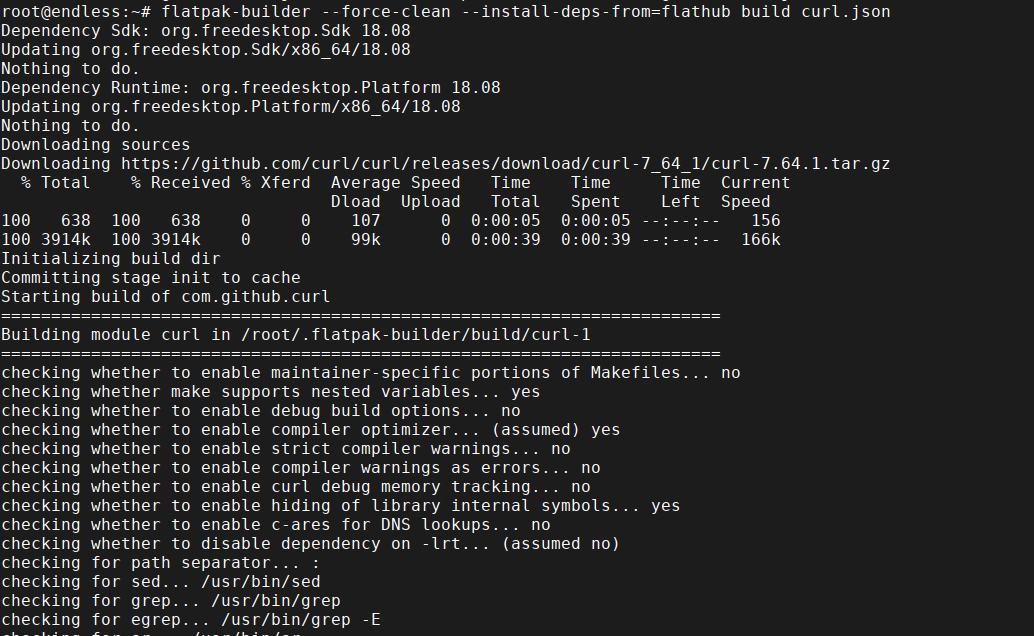 root@endless:~# flatpak-builder --force-clean --install-deps-from=flathub build curl.json
Dependency Sdk: org.freedesktop.Sdk 18.08
Updating org.freedesktop.Sdk/x86_64/18.08
Nothing to do.
Dependency Runtime: org.freedesktop.Platform 18.08
Updating org.freedesktop.Platform/x86_64/18.08
Nothing to do.
Downloading sources
Downloading https://github.com/curl/curl/releases/download/curl-7_64_1/curl-7.64.1.tar.gz
  % Total    % Received % Xferd  Average Speed   Time    Time     Time  Current
                                 Dload  Upload   Total   Spent    Left  Speed
100   638  100   638    0     0    107      0  0:00:05  0:00:05 --:--:--   156
100 3914k  100 3914k    0     0    99k      0  0:00:39  0:00:39 --:--:--  166k
Initializing build dir
Committing stage init to cache
Starting build of com.github.curl
========================================================================
Building module curl in /root/.flatpak-builder/build/curl-1
========================================================================
checking whether to enable maintainer-specific portions of Makefiles... no
checking whether make supports nested variables... yes
checking whether to enable debug build options... no
checking whether to enable compiler optimizer... (assumed) yes
checking whether to enable strict compiler warnings... no
checking whether to enable compiler warnings as errors... no
checking whether to enable curl debug memory tracking... no
checking whether to enable hiding of library internal symbols... yes
checking whether to enable c-ares for DNS lookups... no
checking whether to disable dependency on -lrt... (assumed no)
checking for path separator... :
checking for sed... /usr/bin/sed
checking for grep... /usr/bin/grep
checking for egrep... /usr/bin/grep -E